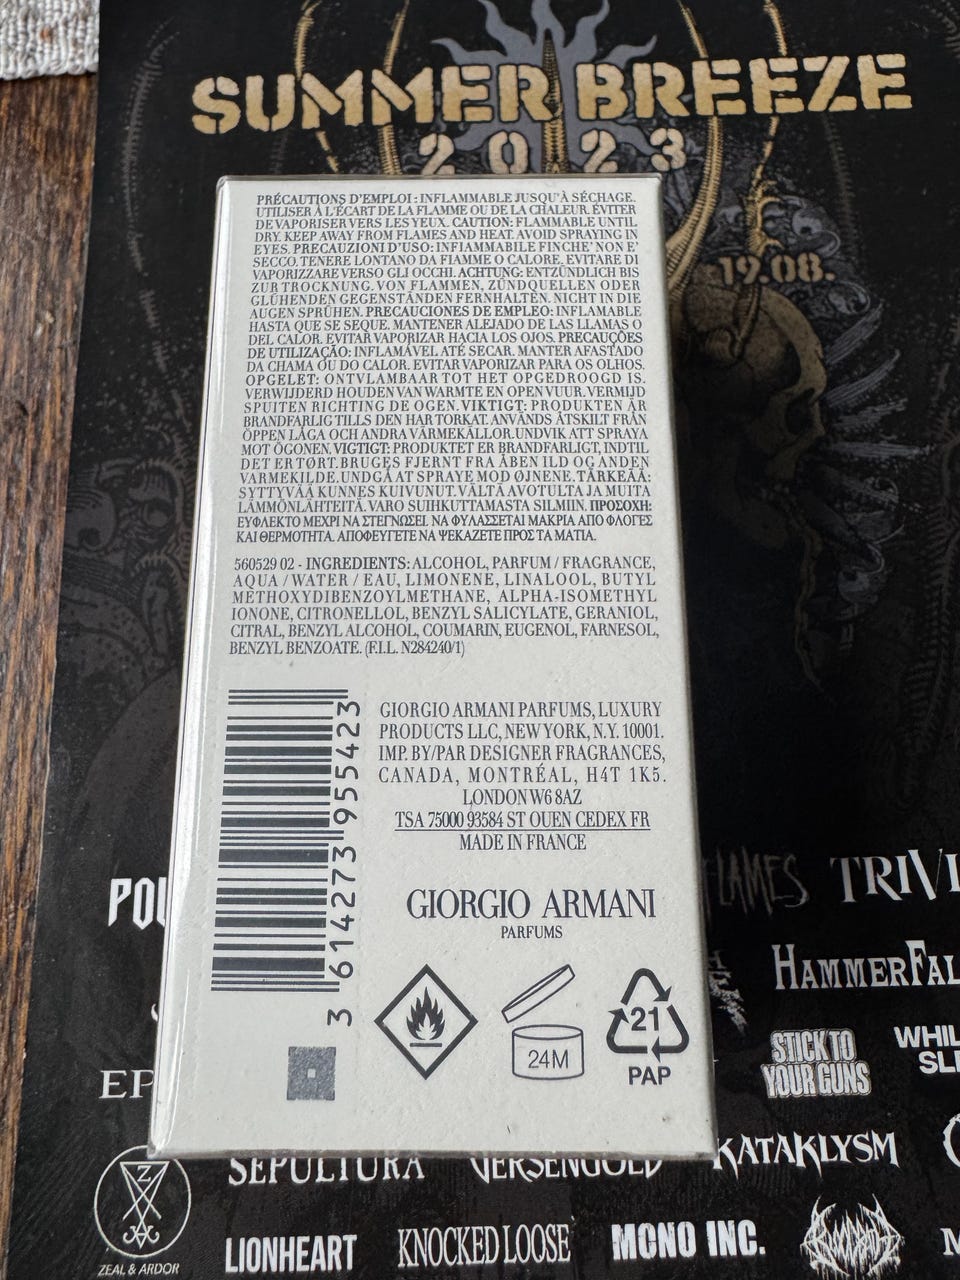 SUMMER BREEZE
2023
19.08.
PRÉCAUTIONS D'EMPLOI: INFLAMMABLE JUSQU'À SÉCHAGE.
UTILISER À L'ÉCART DE LA FLAMME OU DE LA CHALEUR. ÉVITER
DE VAPORISER VERS LES YEUX. CAUTION: FLAMMABLE UNTIL
DRY. KEEP AWAY FROM FLAMES AND HEAT. AVOID SPRAYING IN
EYES. PRECAUZIONI D'USO: INFIAMMABILE FINCHE' NON E'
SECCO. TENERE LONTANO DA FIAMME O CALORE. EVITARE DI
VAPORIZZARE VERSO GLI OCCHI. ACHTUNG: ENTZÜNDLICH BIS
ZUR TROCKNUNG. VON FLAMMEN, ZÜNDQUELLEN ODER
GLÜHENDEN GEGENSTÄNDEN FERNHALTEN. NICHT IN DIE
AUGEN SPRÜHEN. PRECAUCIONES DE EMPLEO: INFLAMABLE
HASTA QUE SE SEQUE. MANTENER ALEJADO DE LAS LLAMAS O
DEL CALOR. EVITAR VAPORIZAR HACIA LOS OJOS. PRECAUÇÕES
DE UTILIZAÇÃO: INFLAMÁVEL ATÉ SECAR. MANTER AFASTADO
DA CHAMA OU DO CALOR. EVITAR VAPORIZAR PARA OS OLHOS.
OPGELET: ONTVLAMBAAR TOT HET OPGEDROOGD IS.
VERWIJDERD HOUDEN VAN WARMTE EN OPEN VUUR. VERMIJD
SPUITEN RICHTING DE OGEN. VIKTIGT: PRODUKTEN ÄR
BRANDFARLIG TILLS DEN HAR TORKAT. ANVÄNDS ÅTSKILT FRÅN
ÖPPEN LÅGA OCH ANDRA VÄRMEKÄLLOR. UNDVIK ATT SPRAYA
MOT ÖGONEN. VIGTIGT: PRODUKTET ER BRANDFARLIGT, INDTIL
DET ER TØRT. BRUGES FJERNT FRA ÅBEN ILD OG ANDEN
VARMEKILDE. UNDGÅ AT SPRAYE MOD ØJNENE. TÄRKEÄÄ:
SYTTYVÄÄ KUNNES KUIVUNUT. VÄLTÄ AVOTULTA JA MUITA
LÄMMÖNLÄHTEITÄ. VARO SUIHKUTTAMASTA SILMIIN. ΠΡΟΣΟΧΗ:
ΕΥΦΛΕΚΤΟ ΜΕΧΡΙ ΝΑ ΣΤΕΓΝΩΣΕΙ. ΝΑ ΦΥΛΑΣΣΕΤΑΙ ΜΑΚΡΙΑ ΑΠΟ ΦΛΟΓΕΣ
ΚΑΙ ΘΕΡΜΟΤΗΤΑ. ΑΠΟΦΕΥΓΕΤΕ ΝΑ ΨΕΚΑΖΕΤΕ ΠΡΟΣ ΤΑ ΜΑΤΙΑ.
560529 02 - INGREDIENTS: ALCOHOL, PARFUM / FRAGRANCE,
AQUA / WATER / EAU, LIMONENE, LINALOOL, BUTYL
METHOXYDIBENZOYLMETHANE, ALPHA-ISOMETHYL
IONONE, CITRONELLOL, BENZYL SALICYLATE, GERANIOL,
CITRAL, BENZYL ALCOHOL, COUMARIN, EUGENOL, FARNESOL,
BENZYL BENZOATE. (F.I.L. N284240/1)
3 614273 955423
GIORGIO ARMANI PARFUMS, LUXURY
PRODUCTS LLC, NEW YORK, N.Y. 10001.
IMP. BY/PAR DESIGNER FRAGRANCES,
CANADA, MONTRÉAL, H4T 1K5.
LONDON W6 8AZ
TSA 75000 93584 ST OUEN CEDEX FR
MADE IN FRANCE
GIORGIO ARMANI
PARFUMS
24M
21
PAP
POW
FLAMES
TRIVI
HAMMERFAL
EP
STICK TO
YOUR GUNS
WHIL
SLE
SEPULTURA
VERSENGOLD
KATAKLYSM
Z
ZEAL & ARDOR
LIONHEART
KNOCKED LOOSE
MONO INC.
BLOODBATH
M